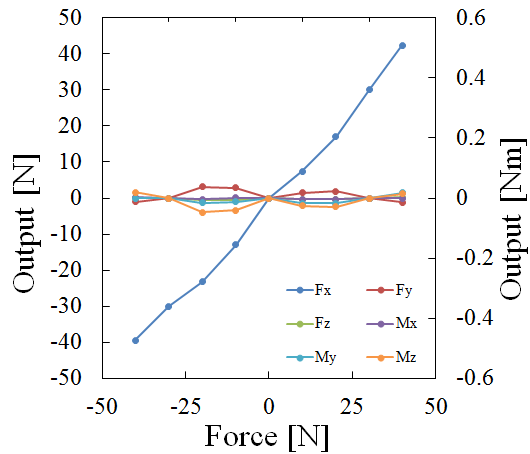 50 0.6
40
30 0.4
20
10 0.2
0 0
-10
-20 -0.2
-30
-40 -0.4
-50 -0.6
-50 -25 0 25 50
Output [N]
Output [Nm]
Force [N]
Fx Fy
Fz Mx
My Mz